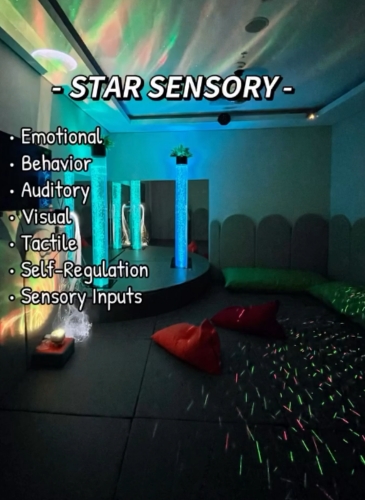 - STAR SENSORY -
• Emotional
• Behavior
• Auditory
• Visual
• Tactile
• Self-Regulation
• Sensory Inputs